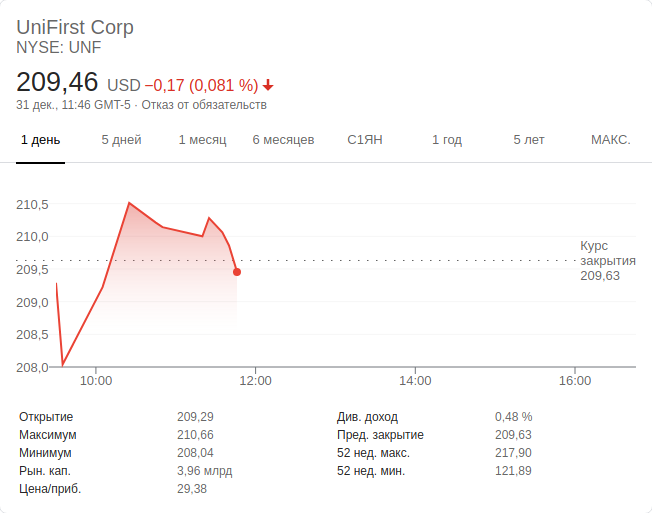 UniFirst Corp
NYSE: UNF
209,46 USD −0,17 (0,081 %)
31 дек., 11:46 GMT-5 · Отказ от обязательств
1 день 5 дней 1 месяц 6 месяцев С1ЯН 1 год 5 лет МАКС.
210,5
210,0
209,5
209,0
208,5
208,0
Курс
закрытия
209,63
10:00 12:00 14:00 16:00
Открытие 209,29 Див. доход 0,48 %
Максимум 210,66 Пред. закрытие 209,63
Минимум 208,04 52 нед. макс. 217,90
Рын. кап. 3,96 млрд 52 нед. мин. 121,89
Цена/приб. 29,38